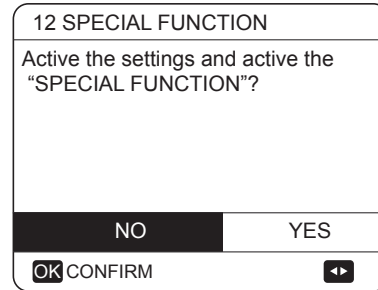 12 SPECIAL FUNCTION
Active the settings and active the
“SPECIAL FUNCTION”?
NO YES
OK CONFIRM